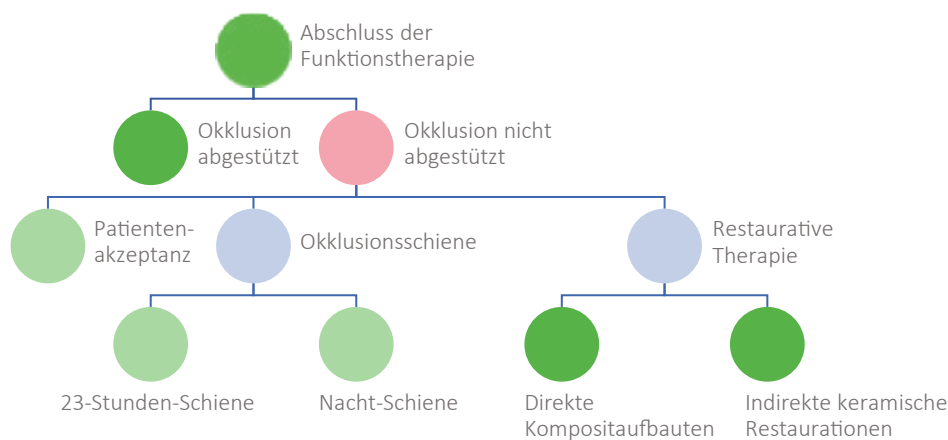 Abschluss der
Funktionstherapie
Okklusion
abgestützt
Okklusion nicht
abgestützt
Patienten-
akzeptanz
Okklusionsschiene
Restaurative
Therapie
23-Stunden-Schiene
Nacht-Schiene
Direkte
Kompositaufbauten
Indirekte keramische
Restaurationen